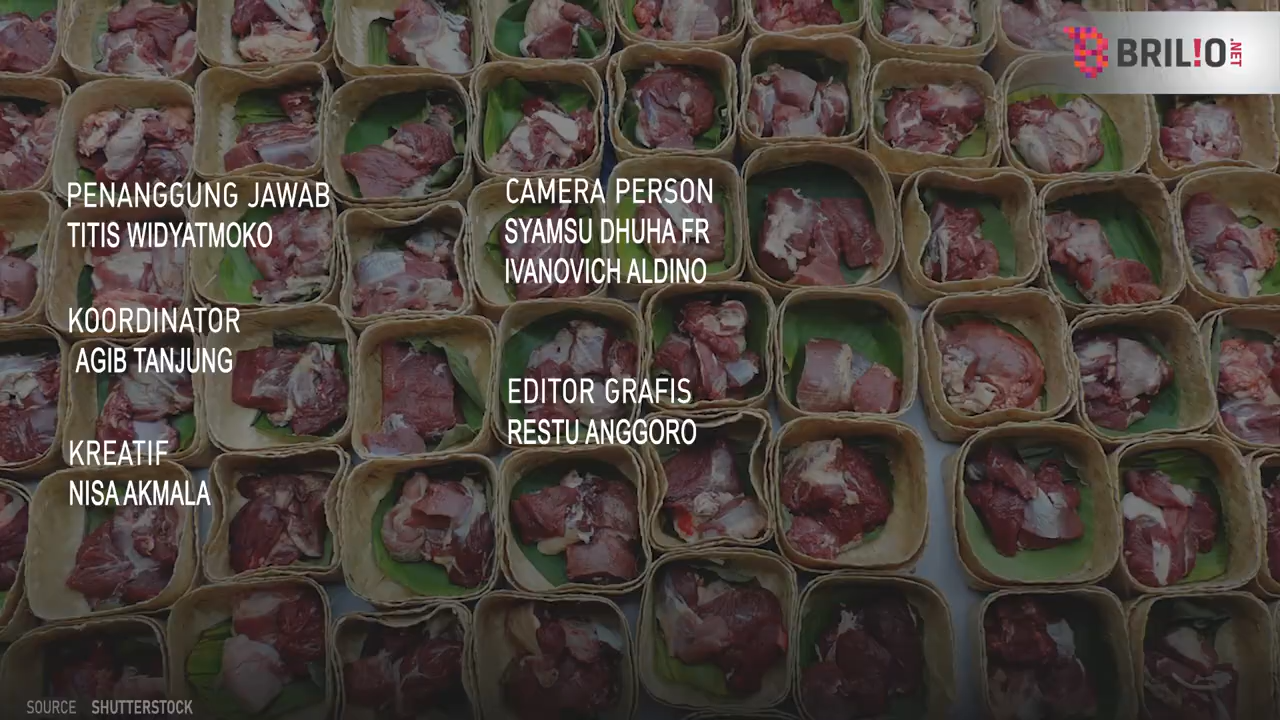 BRIL!O.NET
PENANGGUNG JAWAB
TITIS WIDYATMOKO
KOORDINATOR
AGIB TANJUNG
KREATIF
NISA AKMALA
CAMERA PERSON
SYAMSU DHUHA FR
IVANOVICH ALDINO
EDITOR GRAFIS
RESTU ANGGORO
SOURCE SHUTTERSTOCK